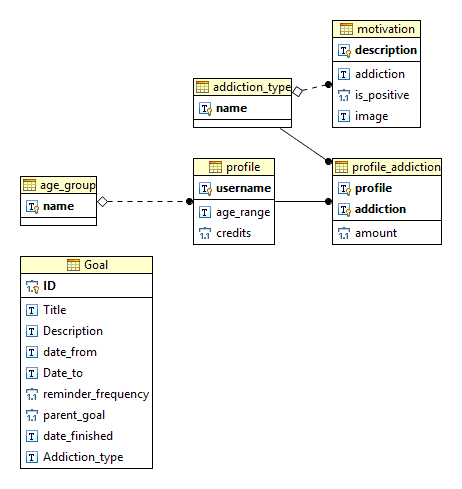 motivation
description
addiction
is_positive
image
addiction_type
name
profile
username
age_range
credits
profile_addiction
profile
addiction
amount
age_group
name
Goal
ID
Title
Description
date_from
Date_to
reminder_frequency
parent_goal
date_finished
Addiction_type